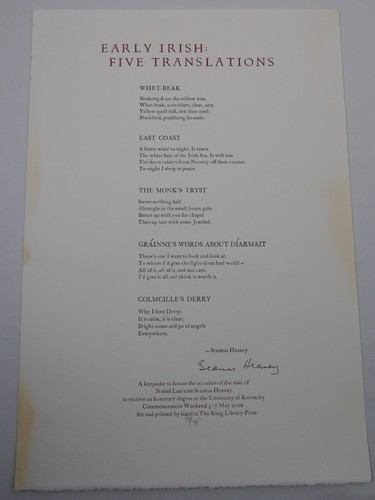 EARLY IRISH:
FIVE TRANSLATIONS
WHET-BEAK
Birdsong from the willow tree.
Whet-beak, note-blurt, clear, airy.
Yellow-quill-bill, ink-bliss-cowl:
Blackbird, practising his scale.
EAST COAST
A bitter wind to-night. It tosses
The white hair of the Irish Sea. It will toss
The fierce raiders from Norway off their course.
To-night I sleep in peace.
THE MONK'S TRYST
Sweet-striking bell
Abrangle in the small hours gale:
Better up with you for chapel
Than up late with some Jezebel.
GRÁINNE'S WORDS ABOUT DÍARMAIT
There's one I want to look and look at,
To whom I'd give the light-drenched world—
All of it, all of it, and not care.
I'd give it all and think it worth it.
COLMCILLE'S DERRY
Why I love Derry:
It is calm, it is clear.
Bright come and go of angels
Everywhere.
—Seamus Heaney
Seamus Heaney
A keepsake to honor the occasion of the visit of
Nobel Laureate Seamus Heaney
to receive an honorary degree at the University of Kentucky
Commencement Weekend 5–7 May 2006
Set and printed by hand at The King Library Press